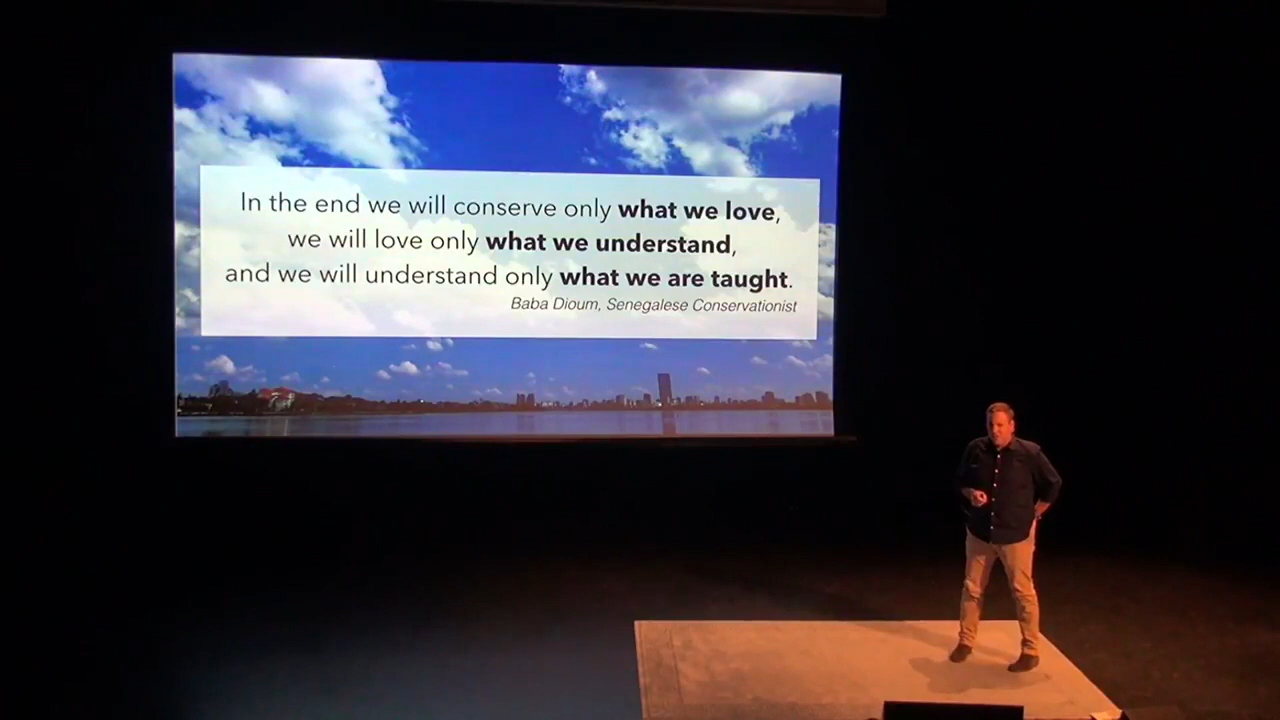 In the end we will conserve only what we love,
we will love only what we understand,
and we will understand only what we are taught.
Baba Dioum, Senegalese Conservationist